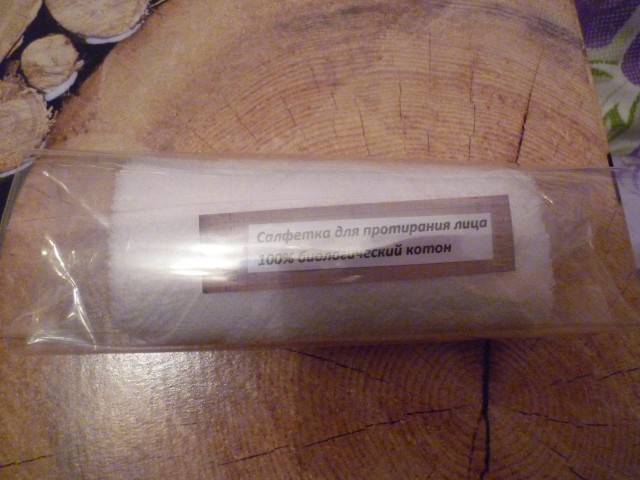 Салфетка для протирания лица
100% биологический котон